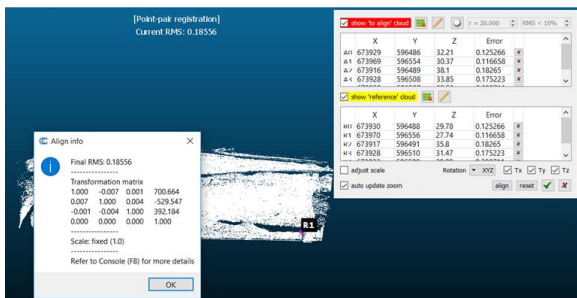 [Point-pair registration]
Current RMS: 0.18556
show 'to align' cloud
r = 20.000
RMS < 10%
X Y Z Error
A0 673929 596486 32.21 0.125266
A1 673969 596554 30.37 0.116658
A2 673916 596489 38.1 0.18265
673928 596508 33.85 0.175223
show 'reference' cloud
X Y Z Error
R0 673930 596488 29.78 0.125266
R1 673970 596556 27.74 0.116658
R2 673917 596491 35.8 0.18265
673928 596510 31.47 0.175223
adjust scale Rotation XYZ Tx Ty Tz
auto update zoom align reset
Align info
Final RMS: 0.18556
----------------
Transformation matrix
1.000 -0.007 0.001 700.664
0.007 1.000 0.004 -529.547
-0.001 -0.004 1.000 392.184
0.000 0.000 0.000 1.000
----------------
Scale: fixed (1.0)
----------------
Refer to Console (F8) for more details
OK
R1